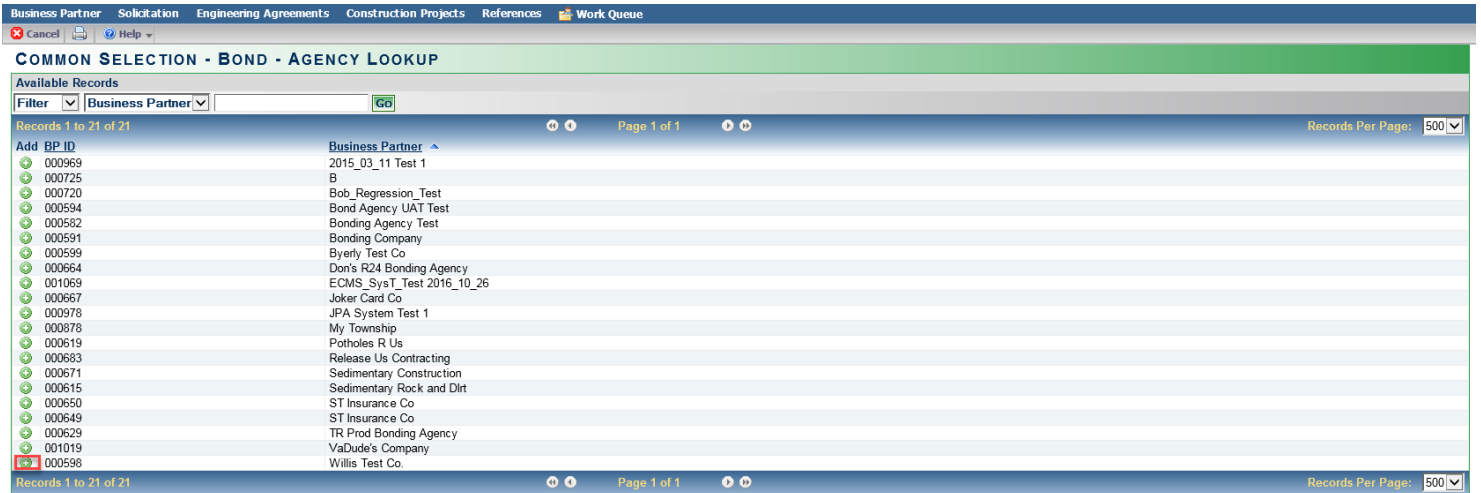 Business Partner Solicitation Engineering Agreements Construction Projects References Work Queue
Cancel Help
COMMON SELECTION - BOND - AGENCY LOOKUP
Available Records
Filter Business Partner Go
Records 1 to 21 of 21 Page 1 of 1 Records Per Page: 500
Add BP ID Business Partner
000969 2015_03_11 Test 1
000725 B
000720 Bob_Regression_Test
000594 Bond Agency UAT Test
000582 Bonding Agency Test
000591 Bonding Company
000599 Byerly Test Co
000664 Don's R24 Bonding Agency
001069 ECMS_SysT_Test 2016_10_26
000667 Joker Card Co
000978 JPA System Test 1
000878 My Township
000619 Potholes R Us
000683 Release Us Contracting
000671 Sedimentary Construction
000615 Sedimentary Rock and DIrt
000650 ST Insurance Co
000649 ST Insurance Co
000629 TR Prod Bonding Agency
001019 VaDude's Company
000598 Willis Test Co.
Records 1 to 21 of 21 Page 1 of 1 Records Per Page: 500